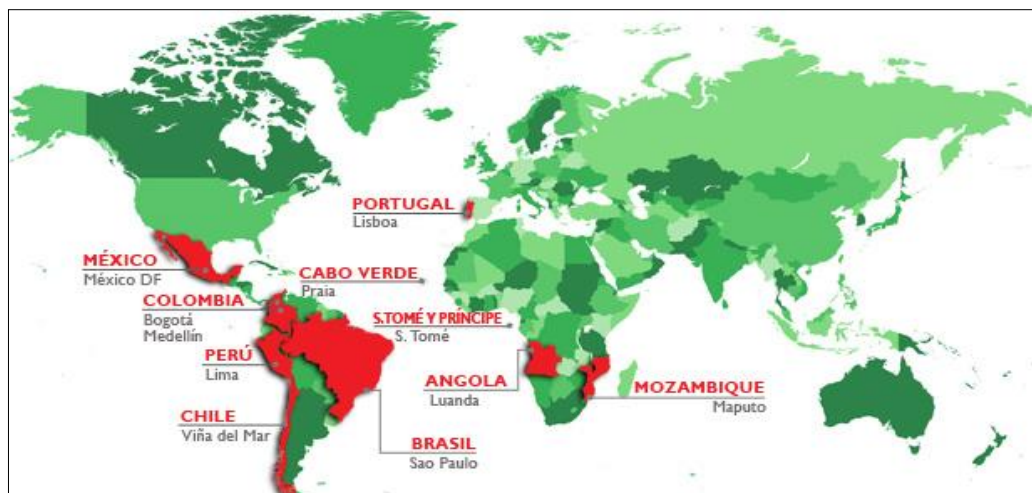 PORTUGAL
Lisboa
MÉXICO
México DF
CABO VERDE
Praia
COLOMBIA
Bogotá
Medellín
S.TOMÉ Y PRÍNCIPE
S. Tomé
PERÚ
Lima
ANGOLA
Luanda
MOZAMBIQUE
Maputo
CHILE
Viña del Mar
BRASIL
Sao Paulo